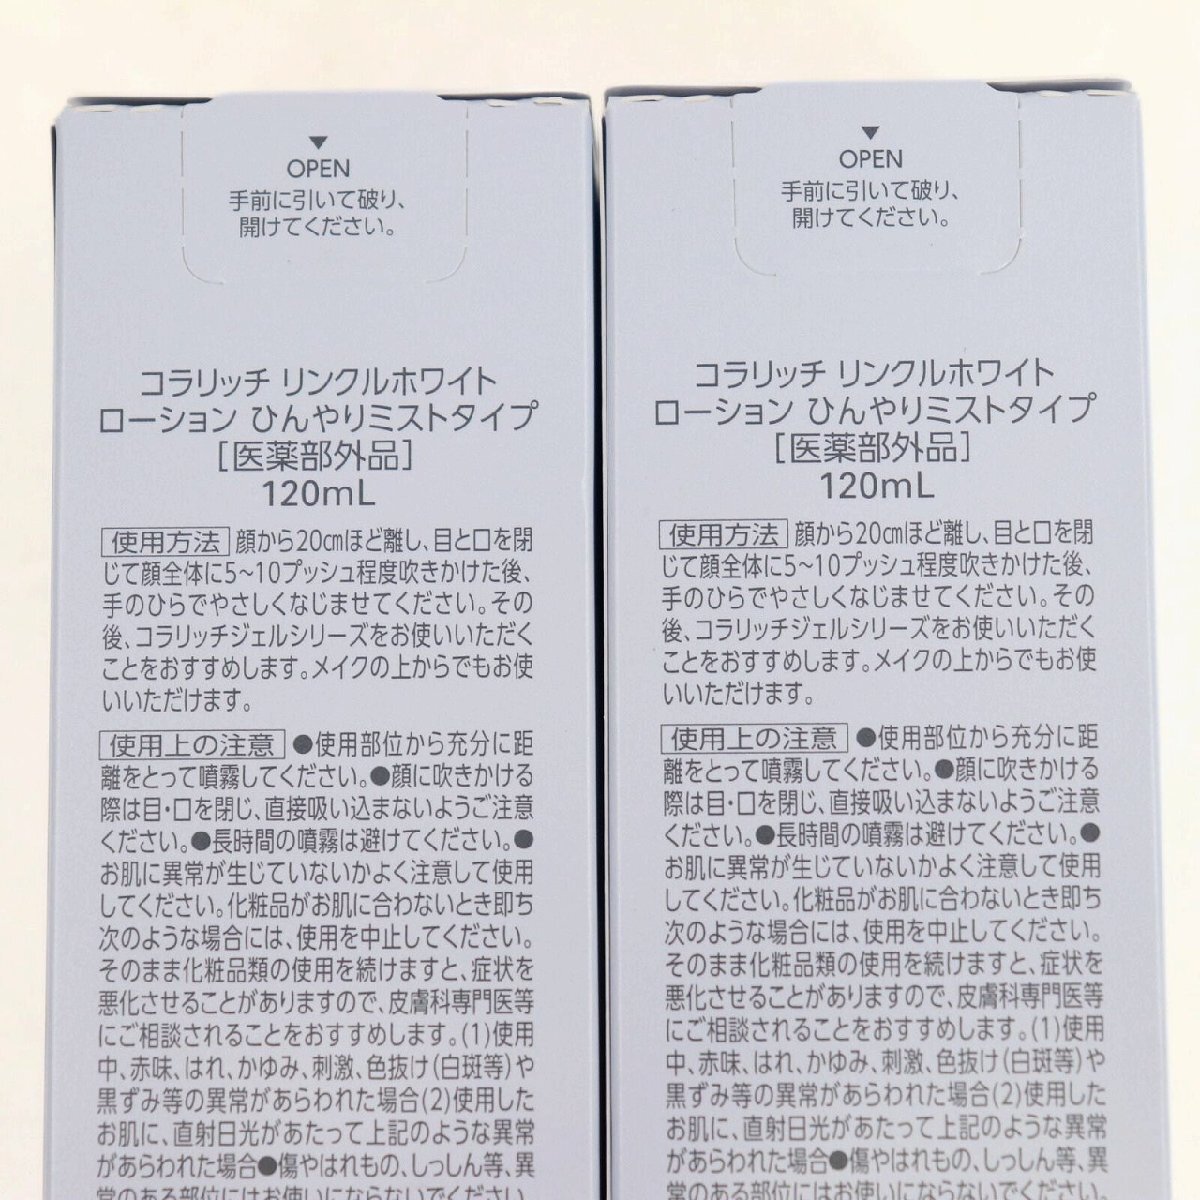 OPEN
手前に引いて破り、
開けてください。
コラリッチ リンクルホワイト
ローション ひんやりミストタイプ
[医薬部外品]
120mL
使用方法 顔から20㎝ほど離し、目と口を閉
じて顔全体に5~10プッシュ程度吹きかけた後、
手のひらでやさしくなじませてください。その
後、コラリッチジェルシリーズをお使いいただく
ことをおすすめします。メイクの上からでもお使
いいただけます。
使用上の注意 ●使用部位から充分に距
離をとって噴霧してください。●顔に吹きかける
際は目・口を閉じ、直接吸い込まないようご注意
ください。●長時間の噴霧は避けてください。●
お肌に異常が生じていないかよく注意して使用
してください。化粧品がお肌に合わないとき即ち
次のような場合には、使用を中止してください。
そのまま化粧品類の使用を続けますと、症状を
悪化させることがありますので、皮膚科専門医等
にご相談されることをおすすめします。(1)使用
中、赤味、はれ、かゆみ、刺激、色抜け(白斑等)や
黒ずみ等の異常があらわれた場合(2)使用した
お肌に、直射日光があたって上記のような異常
があらわれた場合●傷やはれもの、しっしん等、異
常のある部位にはお使いにならないでください。
OPEN
手前に引いて破り、
開けてください。
コラリッチ リンクルホワイト
ローション ひんやりミストタイプ
[医薬部外品]
120mL
使用方法 顔から20㎝ほど離し、目と口を閉
じて顔全体に5~10プッシュ程度吹きかけた後、
手のひらでやさしくなじませてください。その
後、コラリッチジェルシリーズをお使いいただく
ことをおすすめします。メイクの上からでもお使
いいただけます。
使用上の注意 ●使用部位から充分に距
離をとって噴霧してください。●顔に吹きかける
際は目・口を閉じ、直接吸い込まないようご注意
ください。●長時間の噴霧は避けてください。●
お肌に異常が生じていないかよく注意して使用
してください。化粧品がお肌に合わないとき即ち
次のような場合には、使用を中止してください。
そのまま化粧品類の使用を続けますと、症状を
悪化させることがありますので、皮膚科専門医等
にご相談されることをおすすめします。(1)使用
中、赤味、はれ、かゆみ、刺激、色抜け(白斑等)や
黒ずみ等の異常があらわれた場合(2)使用した
お肌に、直射日光があたって上記のような異常
があらわれた場合●傷やはれもの、しっしん等、異
常のある部位にはお使いにならないでください。